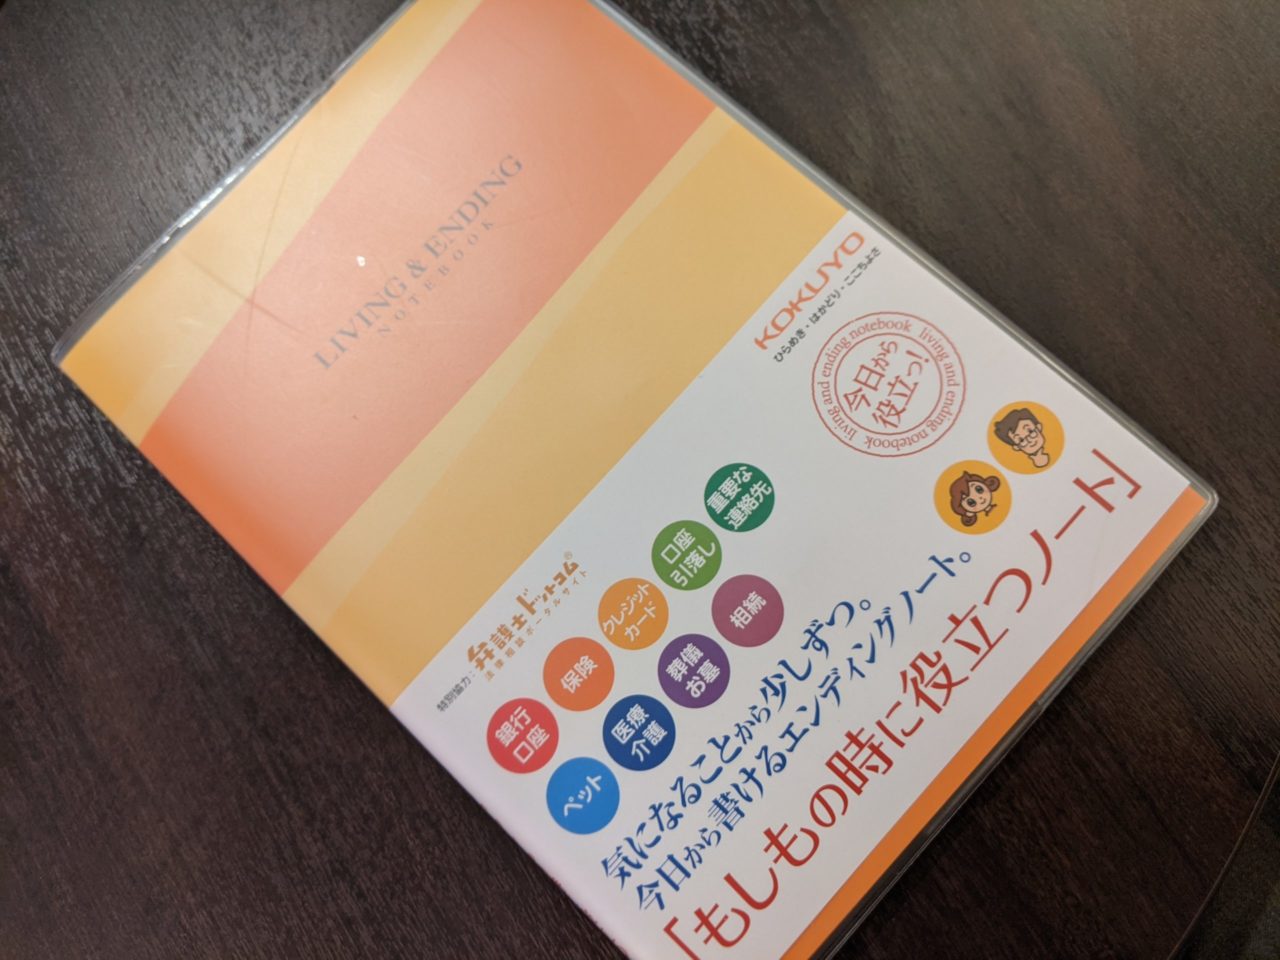 LIVING & ENDING
NOTEBOOK
KOKUYO
ひらめき・はかどり・ここちよさ
living and ending notebook living and ending notebook
今日から
役立つ!
特別協力:
弁護士ドットコム®
法律相談ポータルサイト
銀行
口座
保険
クレジット
カード
口座
引落し
重要な
連絡先
ペット
医療
介護
葬儀
お墓
相続
気になることから少しずつ。
今日から書けるエンディングノート。
「もしもの時に役立つノート」